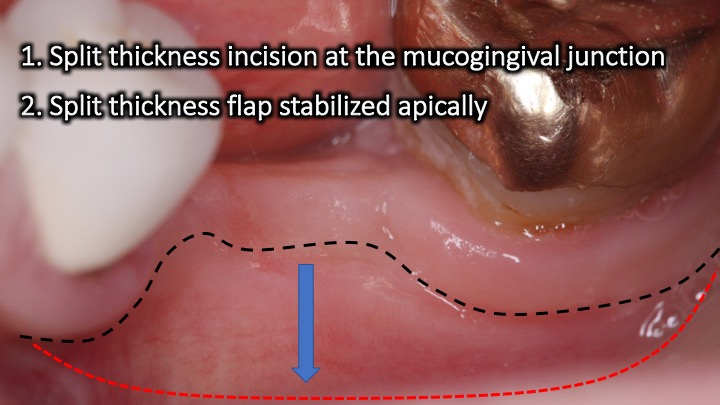 1. Split thickness incision at the mucogingival junction
2. Split thickness flap stabilized apically